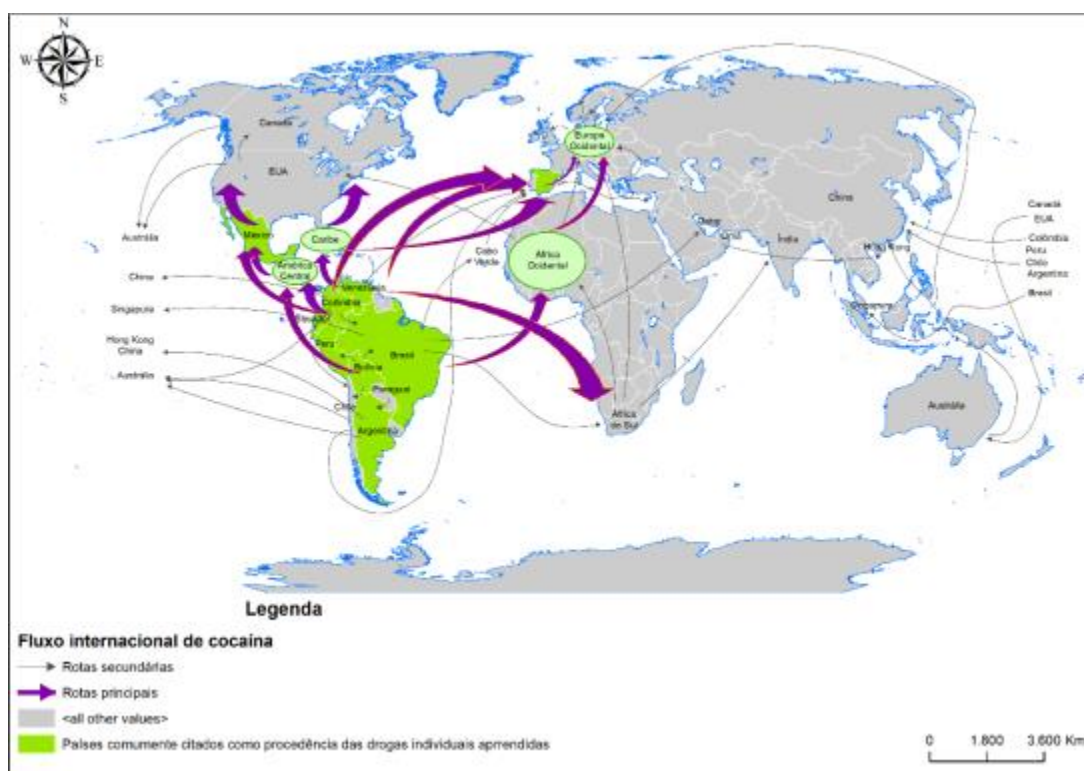 N
W
E
S
Canadá
EUA
México
Caribe
América
Central
Venezuela
Colômbia
Equador
Peru
Brasil
Bolívia
Paraguai
Chile
Argentina
Austrália
China
Singapura
Hong Kong
China
Austrália
Europa
Ocidental
África
Ocidental
Cabo
Verde
África
do Sul
Índia
China
Hong Kong
Singapura
Austrália
Canadá
EUA
Colômbia
Peru
Chile
Argentina
Brasil
Legenda
Fluxo internacional de cocaína
Rotas secundárias
Rotas principais
<all other values>
Países comumente citados como procedência das drogas individuais aprrendidas
0 1.800 3.600 Km